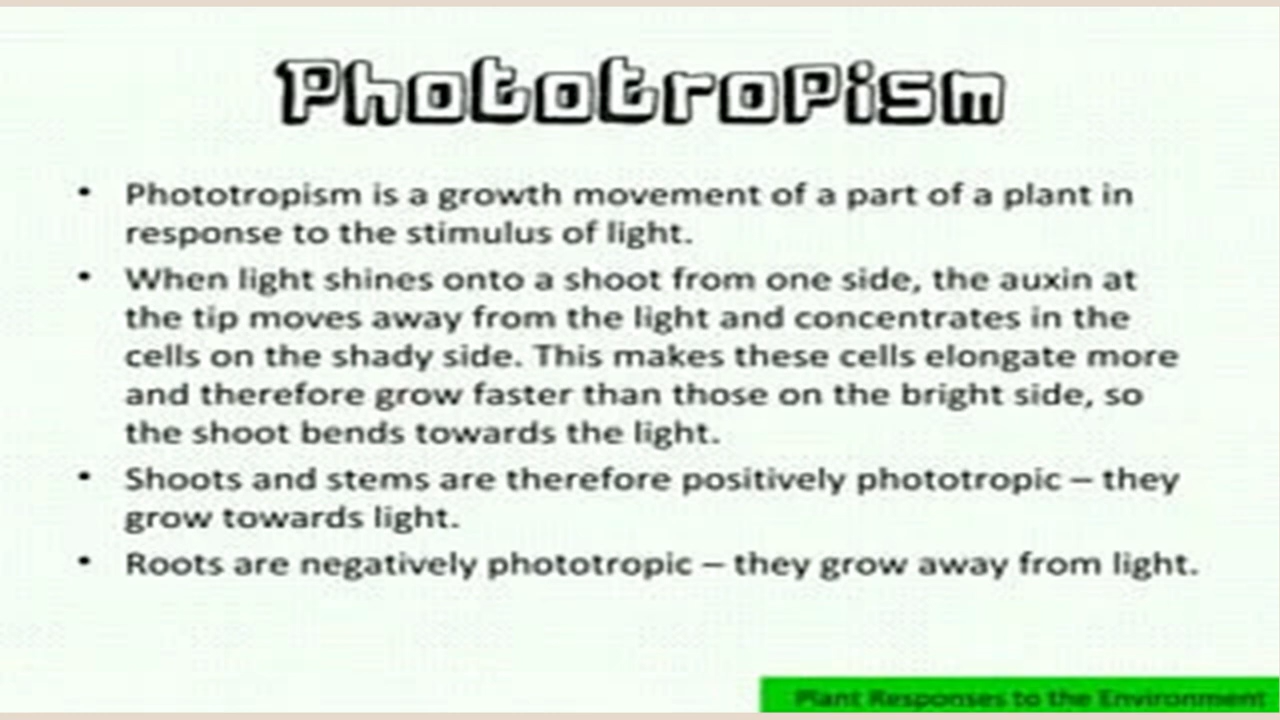 Phototropism
• Phototropism is a growth movement of a part of a plant in
response to the stimulus of light.
• When light shines onto a shoot from one side, the auxin at
the tip moves away from the light and concentrates in the
cells on the shady side. This makes these cells elongate more
and therefore grow faster than those on the bright side, so
the shoot bends towards the light.
• Shoots and stems are therefore positively phototropic – they
grow towards light.
• Roots are negatively phototropic – they grow away from light.
Plant Responses to the Environment